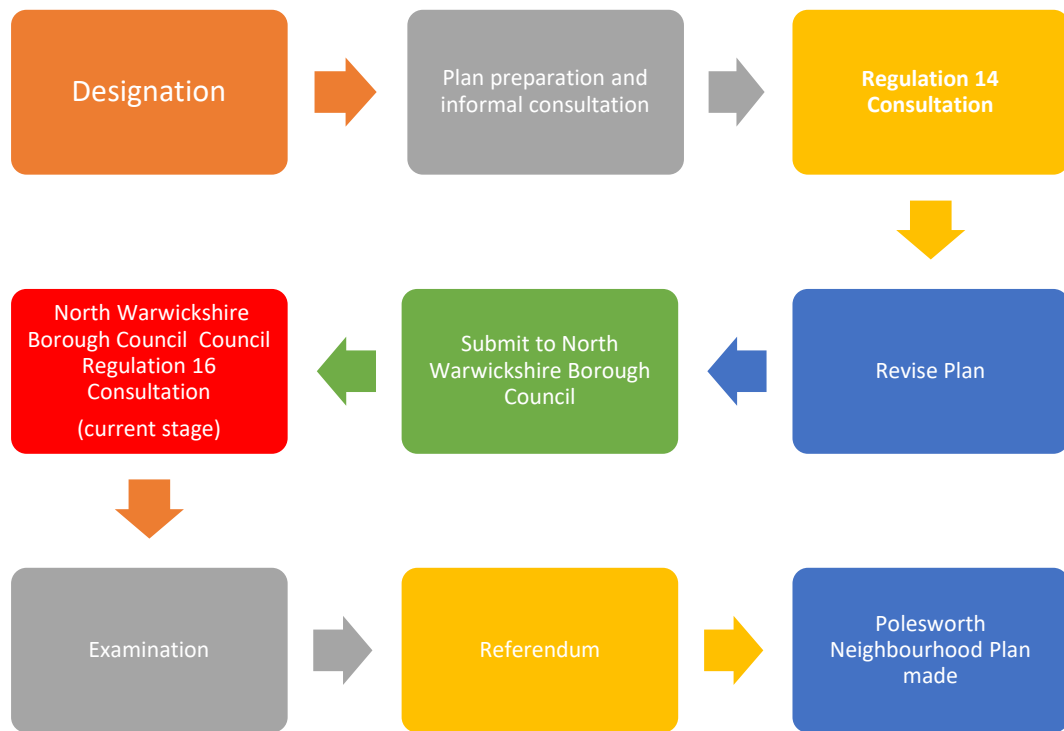 Designation
Plan preparation and
informal consultation
Regulation 14
Consultation
Revise Plan
Submit to North
Warwickshire Borough
Council
North Warwickshire
Borough Council Council
Regulation 16
Consultation
(current stage)
Examination
Referendum
Polesworth
Neighbourhood Plan
made